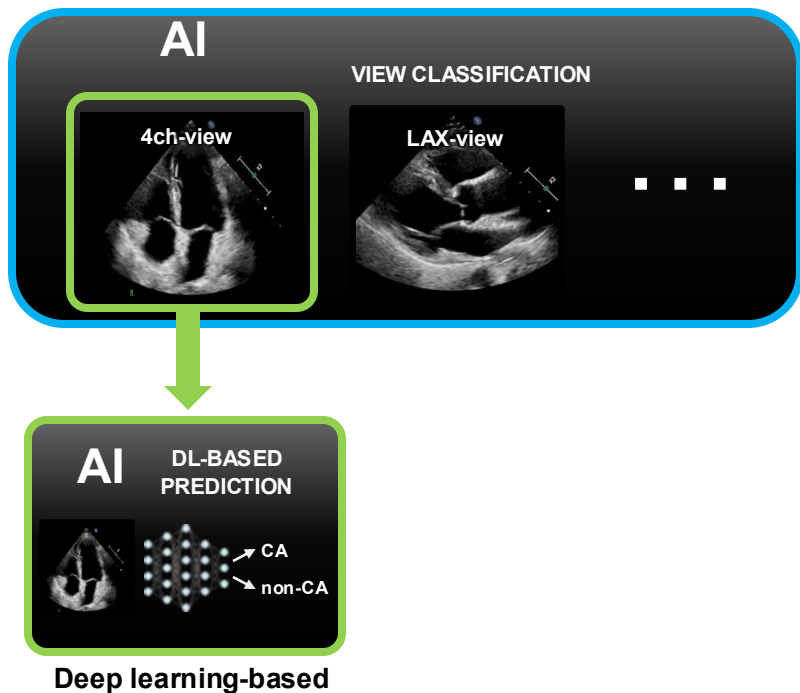 AI
VIEW CLASSIFICATION
4ch-view
LAX-view
AI
DL-BASED
PREDICTION
CA
non-CA
Deep learning-based